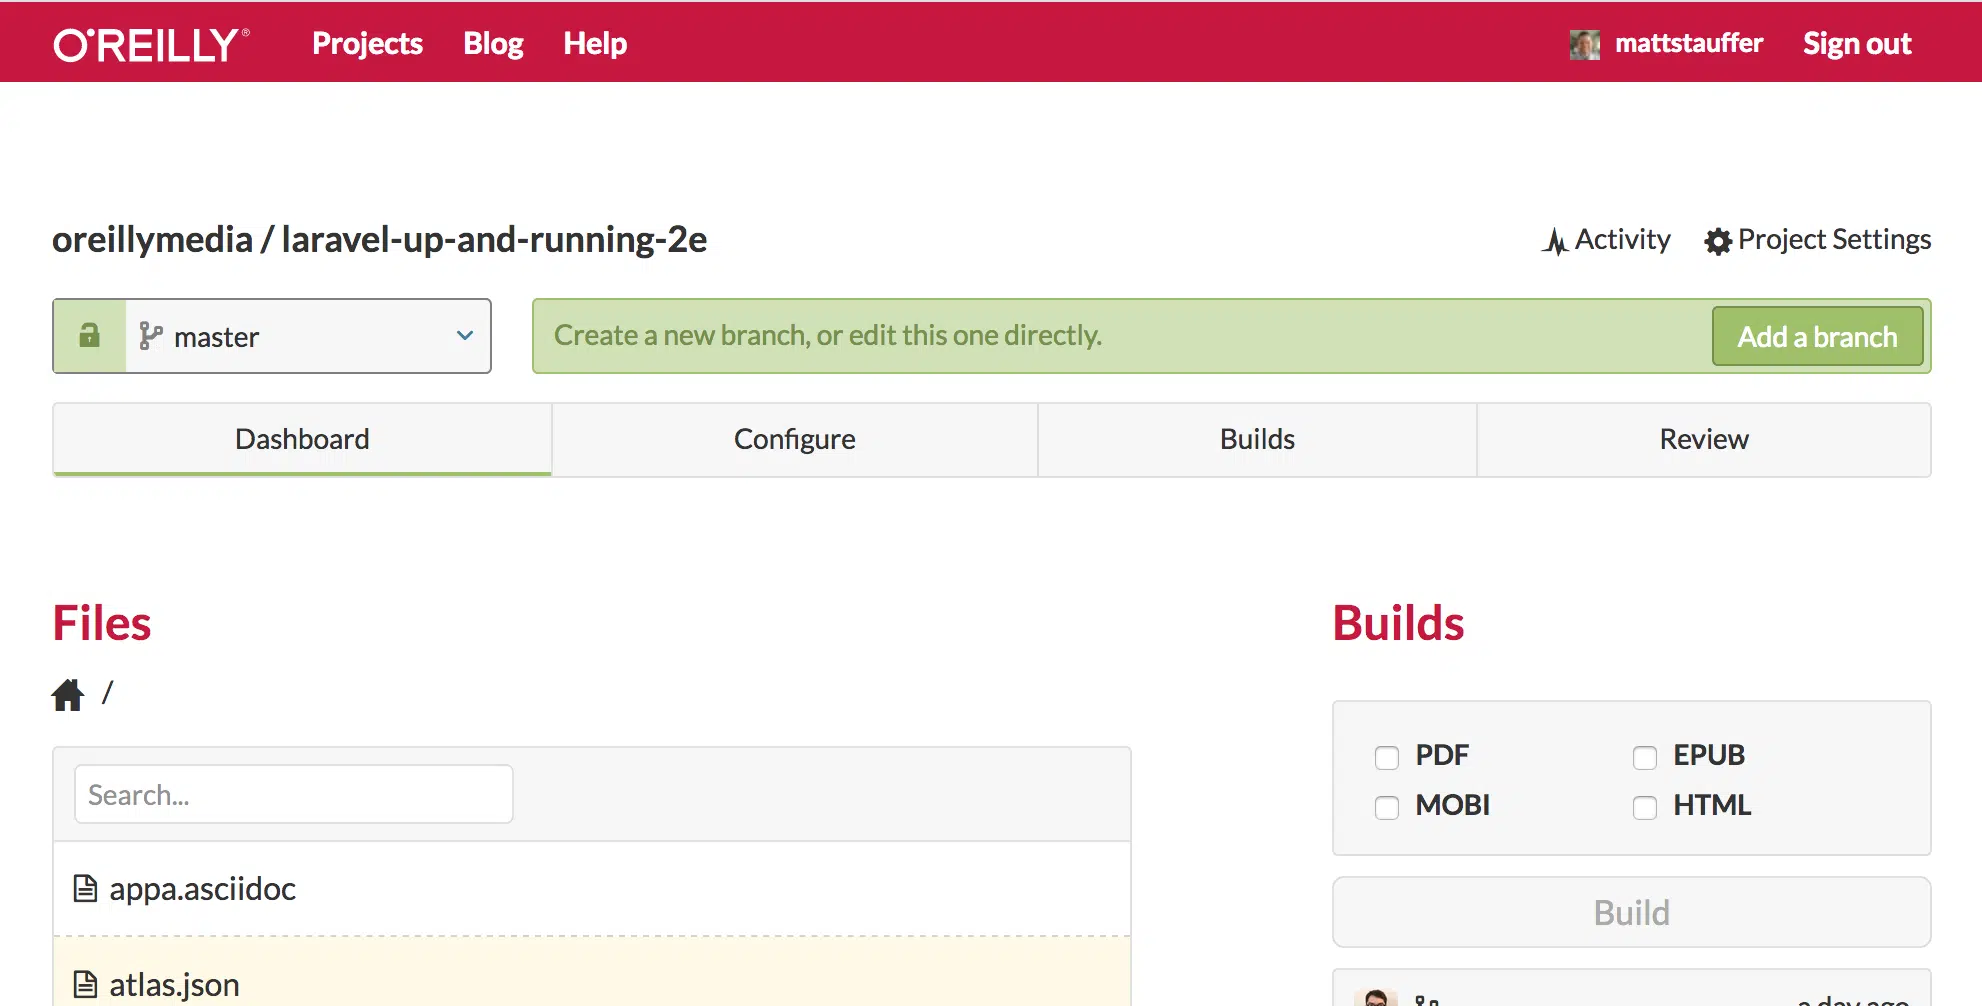 O'REILLY® Projects Blog Help mattstauffer Sign out
oreillymedia / laravel-up-and-running-2e Activity Project Settings
master Create a new branch, or edit this one directly. Add a branch
Dashboard Configure Builds Review
Files
/
Search...
appa.asciidoc
atlas.json
Builds
PDF EPUB
MOBI HTML
Build
a day ago